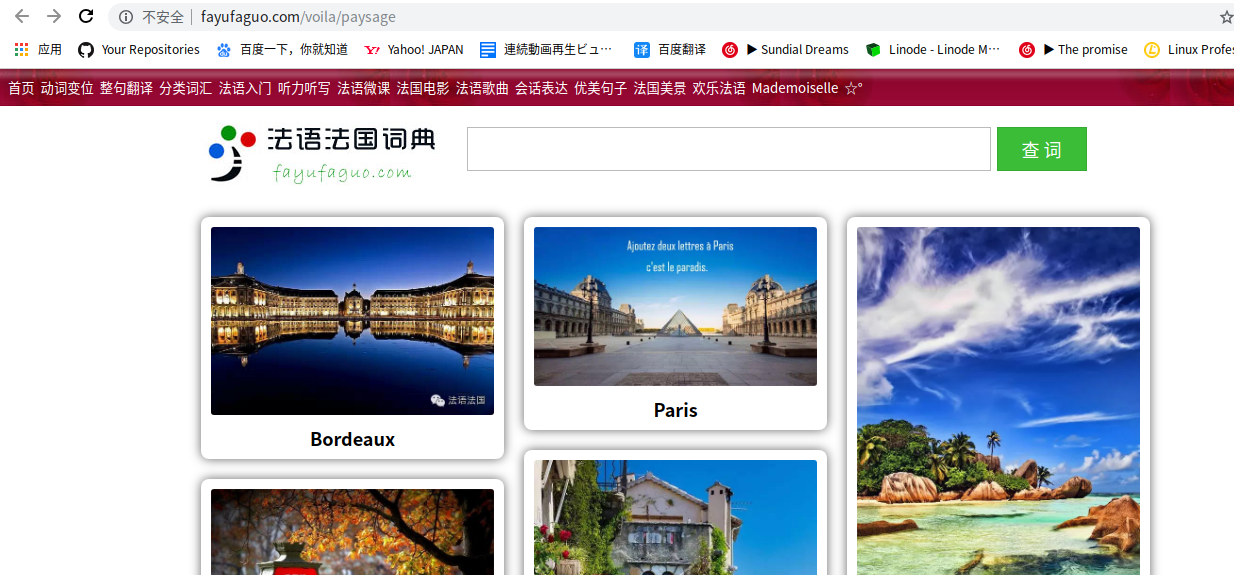 不安全 fayufaguo.com/voila/paysage
应用 Your Repositories 百度一下，你就知道 Yahoo! JAPAN 連続動画再生ビュ… 百度翻译 ▶ Sundial Dreams Linode - Linode M… ▶ The promise Linux Profes
首页 动词变位 整句翻译 分类词汇 法语入门 听力听写 法语微课 法国电影 法语歌曲 会话表达 优美句子 法国美景 欢乐法语 Mademoiselle ☆°
法语法国词典
fayufaguo.com
查 词
法语法国
Bordeaux
Ajoutez deux lettres à Paris
c'est le paradis.
Paris